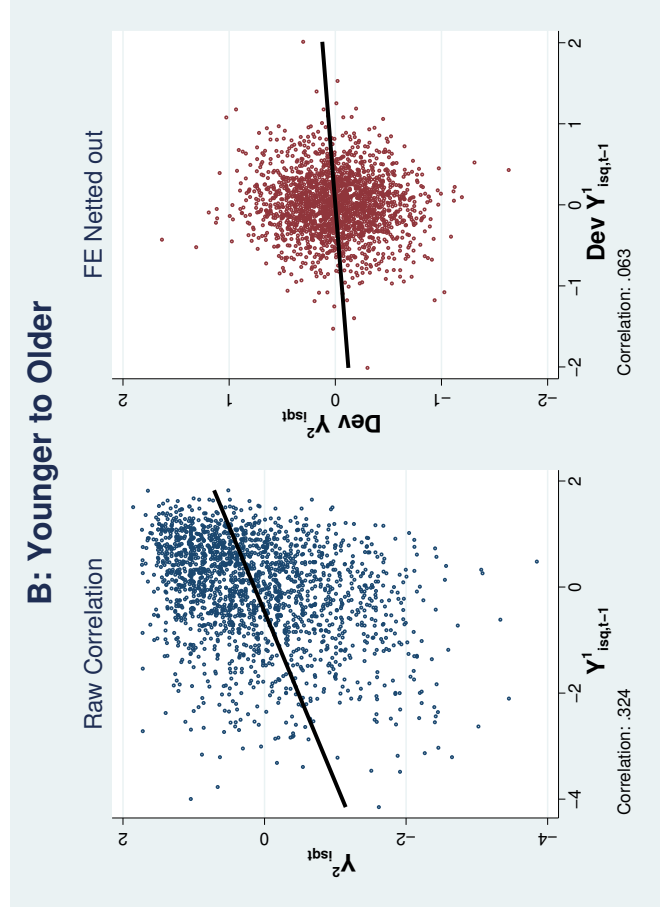 B: Younger to Older
Raw Correlation
2
0
−2
−4
Y²isqt
−4
−2
0
2
Y¹isq,t−1
Correlation: .324
FE Netted out
2
1
0
−1
−2
Dev Y²isqt
−2
−1
0
1
2
Dev Y¹isq,t−1
Correlation: .063